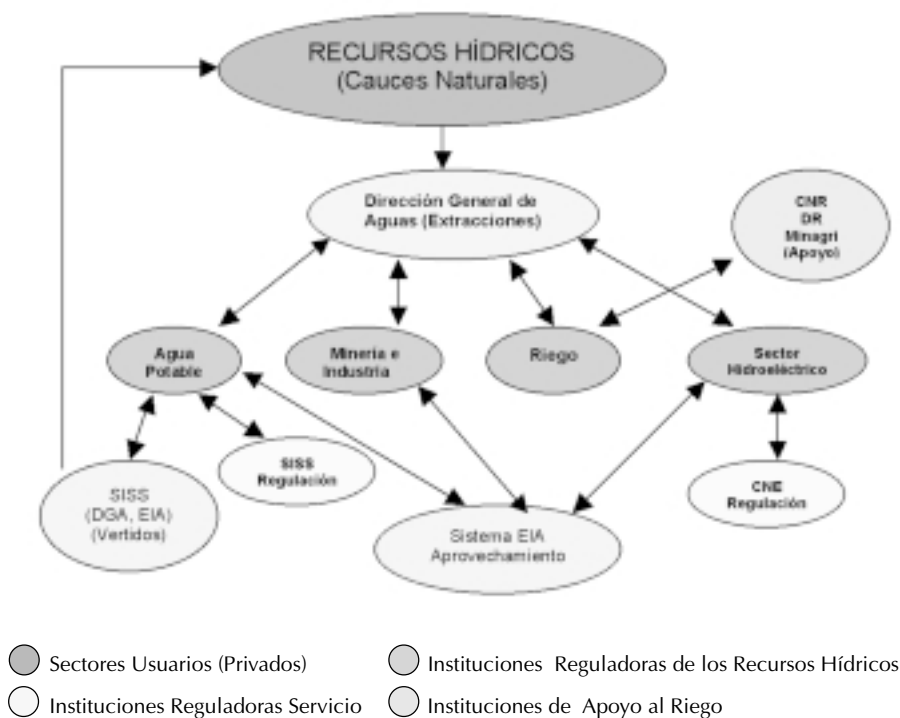 RECURSOS HÍDRICOS
(Cauces Naturales)
Dirección General de
Aguas (Extracciones)
CNR
DR
Minagri
(Apoyo)
Agua
Potable
Minería e
Industria
Riego
Sector
Hidroeléctrico
SISS
(DGA, EIA)
(Vertidos)
SISS
Regulación
Sistema EIA
Aprovechamiento
CNE
Regulación
Sectores Usuarios (Privados)
Instituciones Reguladoras de los Recursos Hídricos
Instituciones Reguladoras Servicio
Instituciones de Apoyo al Riego